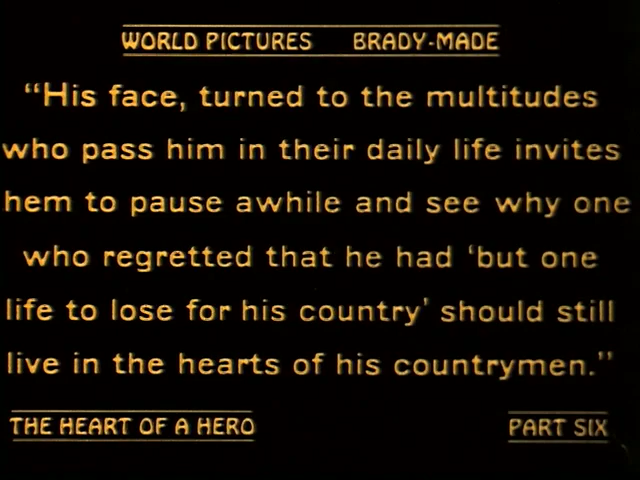 WORLD PICTURES BRADY-MADE
“His face, turned to the multitudes
who pass him in their daily life invites
hem to pause awhile and see why one
who regretted that he had ‘but one
life to lose for his country’ should still
live in the hearts of his countrymen.”
THE HEART OF A HERO PART SIX